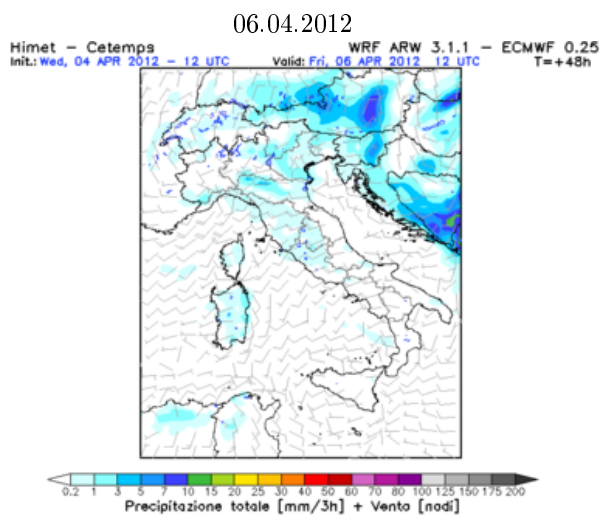 06.04.2012
Himet - Cetemps WRF ARW 3.1.1 - ECMWF 0.25
Init.: Wed, 04 APR 2012 - 12 UTC Valid: Fri, 06 APR 2012 12 UTC T=+48h
0.2 1 3 5 7 10 15 20 25 30 40 50 60 70 80 100 125 150 175 200
Precipitazione totale [mm/3h] + Vento [nodi]